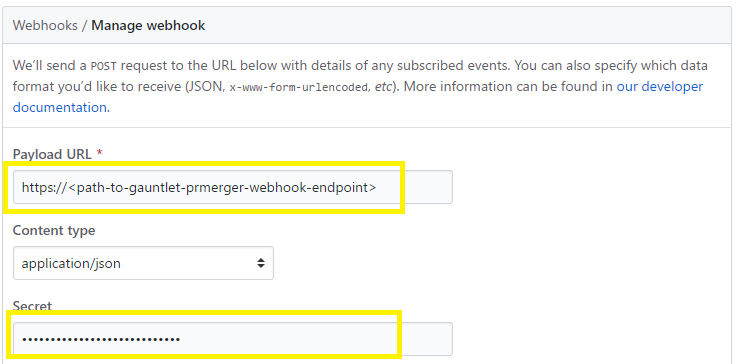 Webhooks / Manage webhook
We’ll send a POST request to the URL below with details of any subscribed events. You can also specify which data
format you’d like to receive (JSON, x-www-form-urlencoded, etc). More information can be found in our developer
documentation.
Payload URL *
https://<path-to-gauntlet-prmerger-webhook-endpoint>
Content type
application/json
Secret
••••••••••••••••••••••••••••